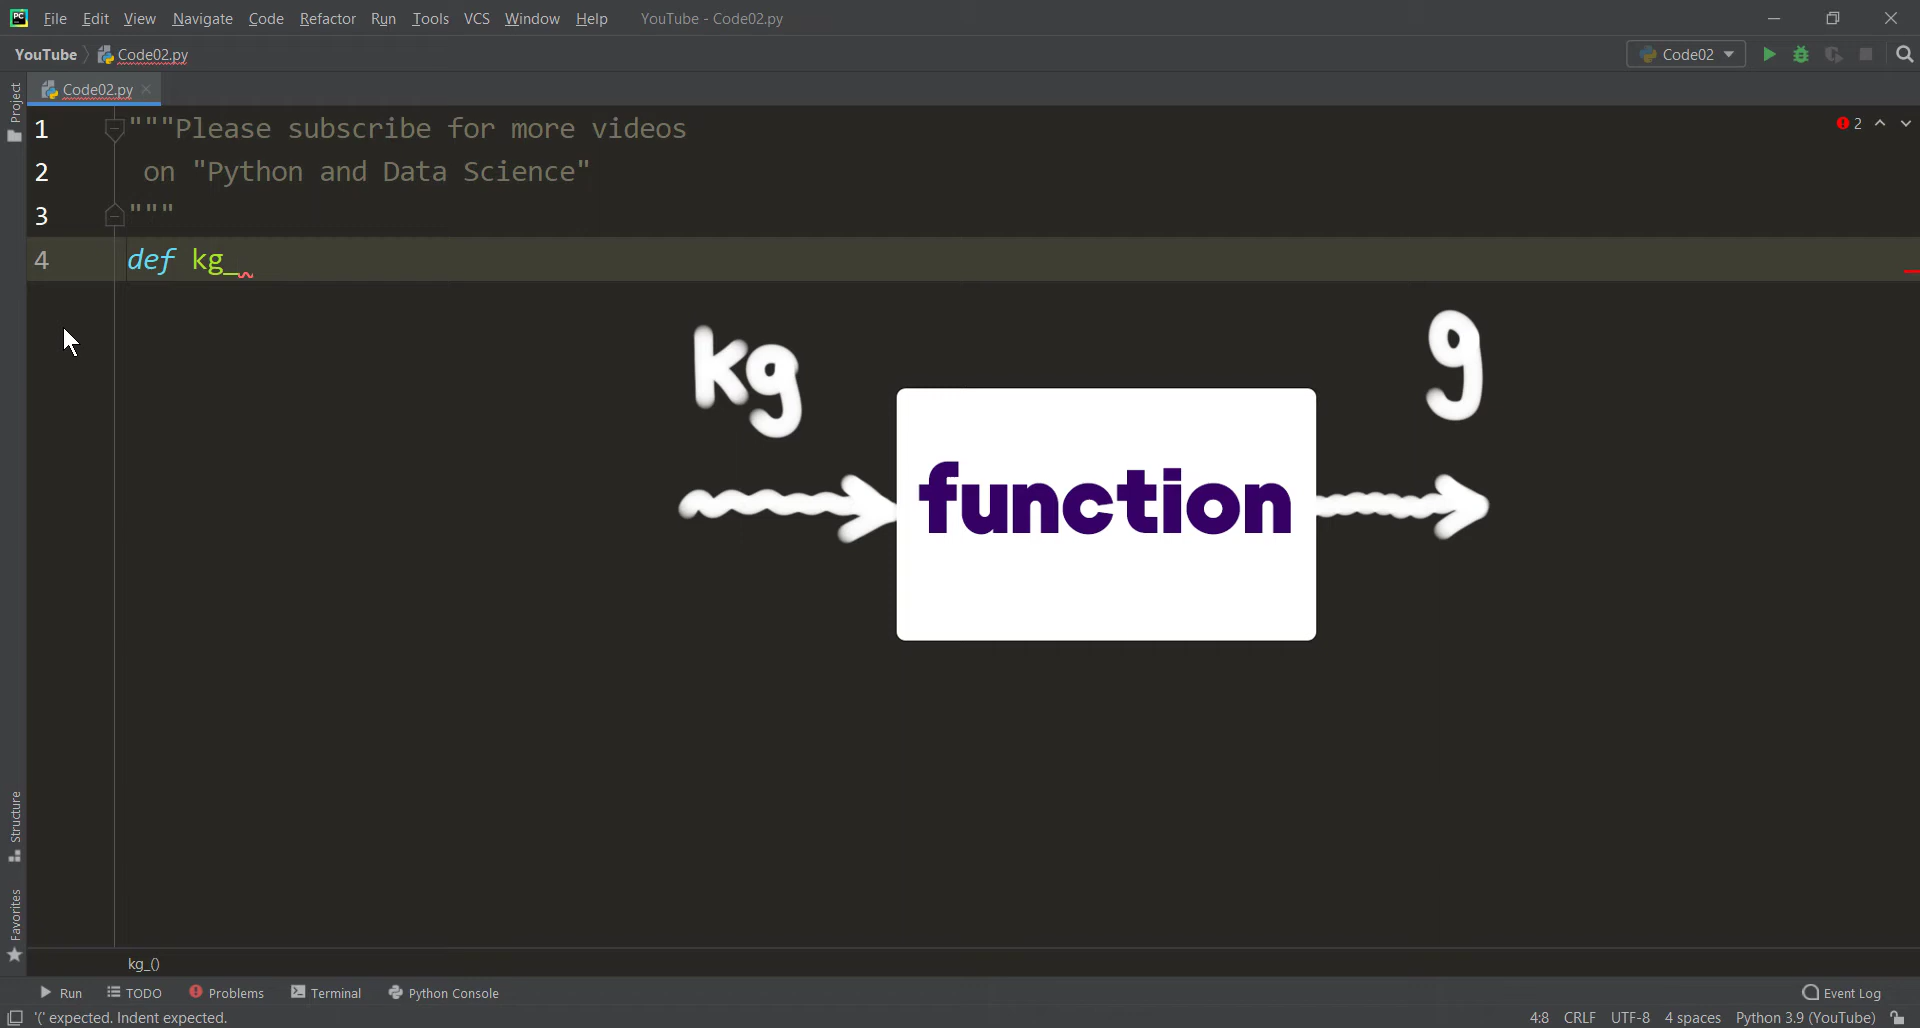 PC File Edit View Navigate Code Refactor Run Tools VCS Window Help YouTube - Code02.py
YouTube Code02.py
Code02
Code02.py
Project
1 """Please subscribe for more videos
2 on "Python and Data Science"
3 """
4 def kg_
2
kg
g
function
Structure
Favorites
kg_()
Run TODO Problems Terminal Python Console Event Log
'(' expected. Indent expected. 4:8 CRLF UTF-8 4 spaces Python 3.9 (YouTube)